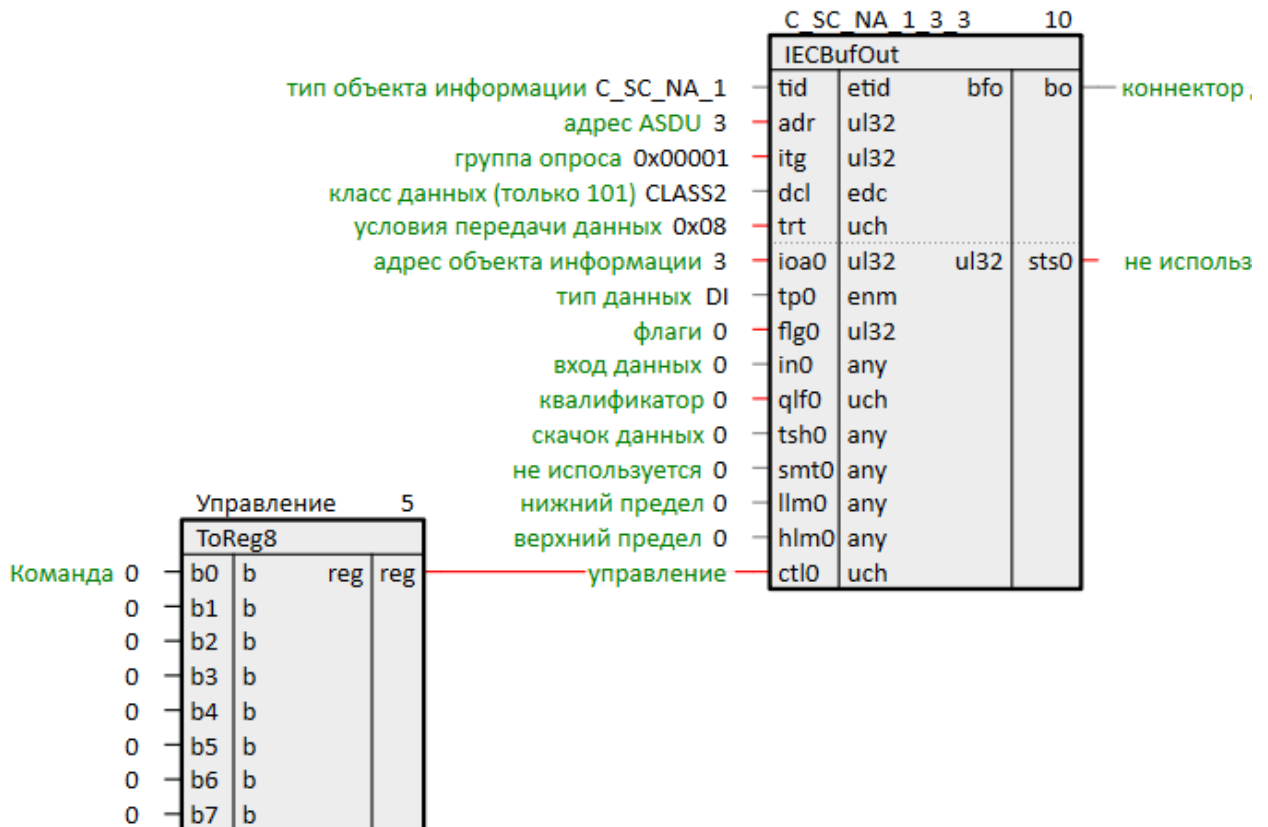 C_SC_NA_1_3_3 10
IECBufOut
тип объекта информации C_SC_NA_1 tid etid bfo bo коннектор
адрес ASDU 3 adr ul32
группа опроса 0x00001 itg ul32
класс данных (только 101) CLASS2 dcl edc
условия передачи данных 0x08 trt uch
адрес объекта информации 3 ioa0 ul32 ul32 sts0 не использ
тип данных DI tp0 enm
флаги 0 flg0 ul32
вход данных 0 in0 any
квалификатор 0 qlf0 uch
скачок данных 0 tsh0 any
не используется 0 smt0 any
нижний предел 0 llm0 any
верхний предел 0 hlm0 any
управление ctl0 uch
Управление 5
ToReg8
Команда 0 b0 b reg reg
0 b1 b
0 b2 b
0 b3 b
0 b4 b
0 b5 b
0 b6 b
0 b7 b